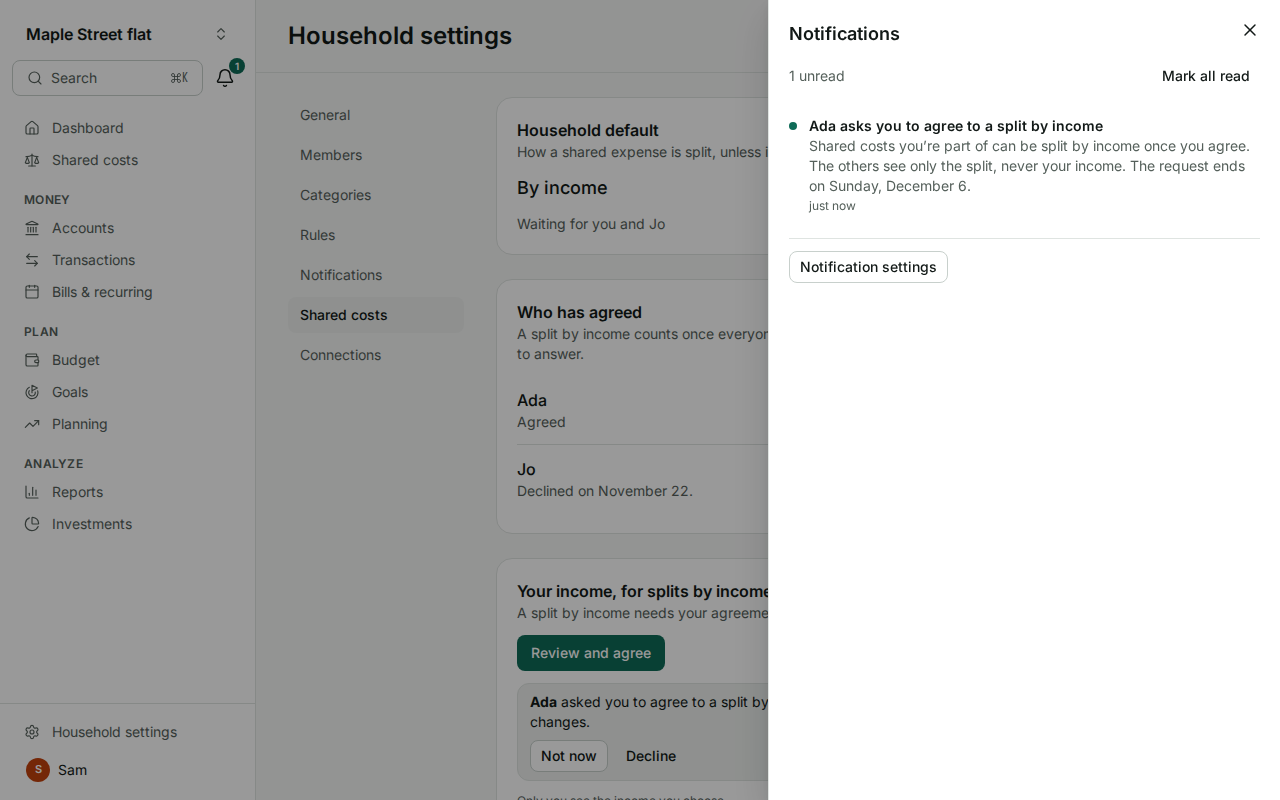 Maple Street flat
Search
⌘K
1
Dashboard
Shared costs
MONEY
Accounts
Transactions
Bills & recurring
PLAN
Budget
Goals
Planning
ANALYZE
Reports
Investments
Household settings
S
Sam
Household settings
General
Members
Categories
Rules
Notifications
Shared costs
Connections
Household default
How a shared expense is split, unless
By income
Waiting for you and Jo
Who has agreed
A split by income counts once
to answer.
Ada
Agreed
Jo
Declined on November 22.
Your income, for splits by income
A split by income needs your
Review and agree
Ada asked you to agree to a split by
changes.
Not now
Decline
Only you see the income you choose
Notifications
1 unread
Mark all read
Ada asks you to agree to a split by income
Shared costs you’re part of can be split by income once you agree.
The others see only the split, never your income. The request ends
on Sunday, December 6.
just now
Notification settings